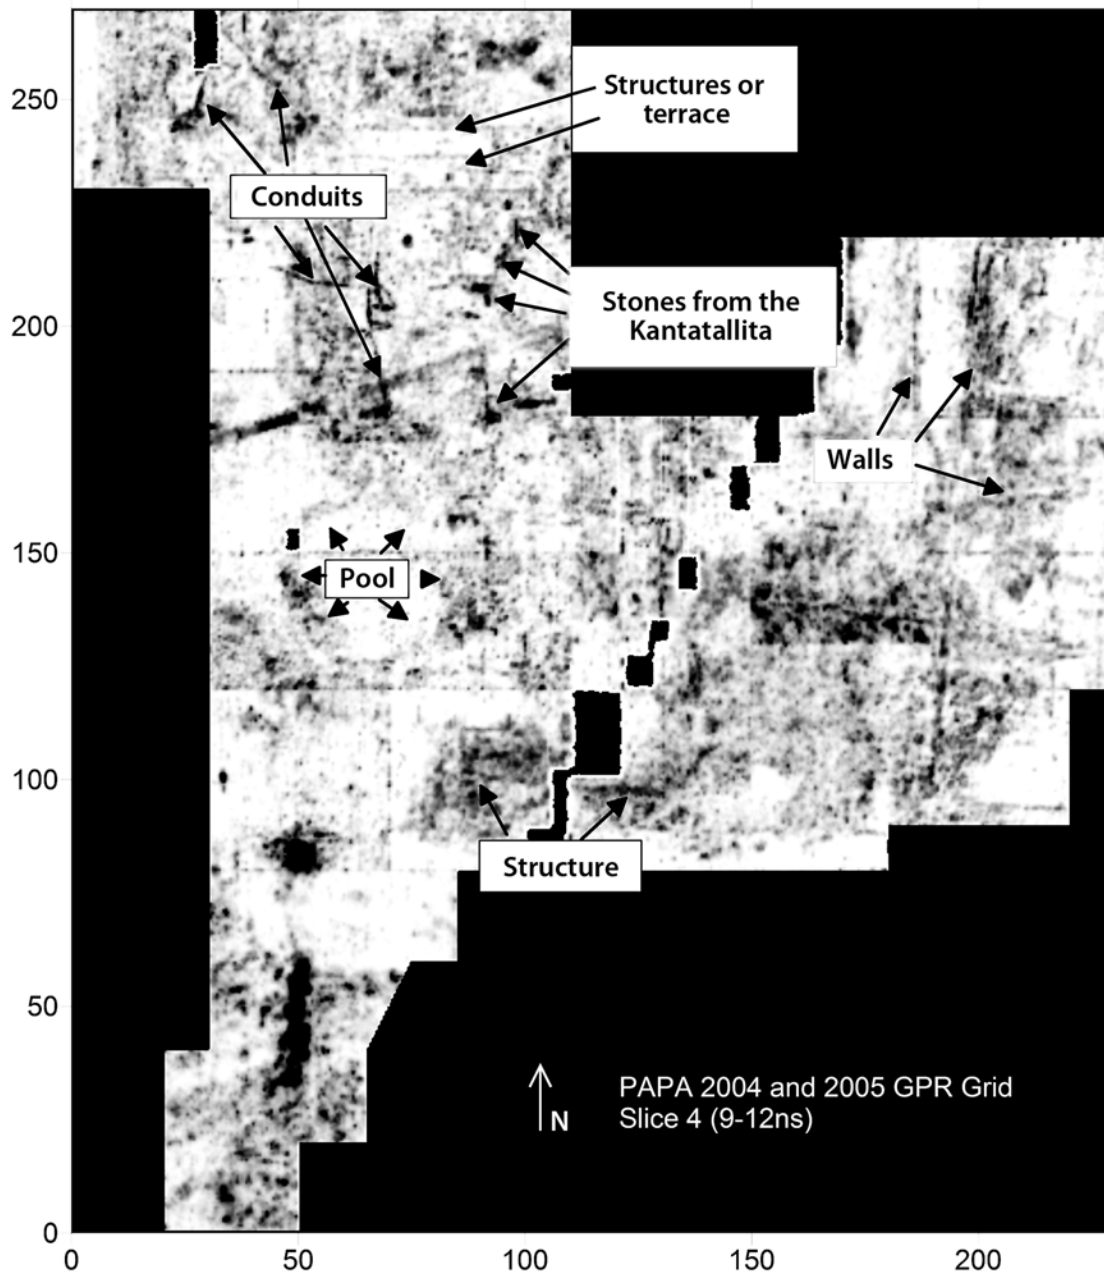 250
200
150
100
50
0
Structures or
terrace
Conduits
Stones from the
Kantatallita
Walls
Pool
Structure
N
PAPA 2004 and 2005 GPR Grid
Slice 4 (9-12ns)
0
50
100
150
200